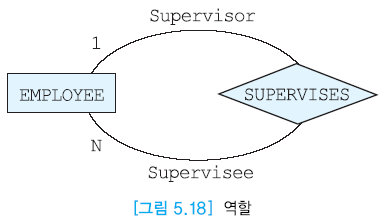 Supervisor
1
EMPLOYEE
SUPERVISES
N
Supervisee
[그림 5.18] 역할